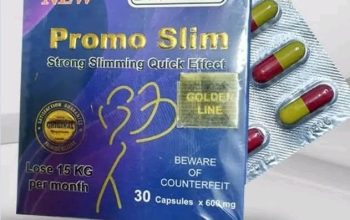 NEW
Promo Slim
Strong Slimming Quick Effect
GOLDEN
LINE
SATISFACTION
ORIGINAL
Lose 15 KG
per month
BEWARE
OF
COUNTERFEIT
30 Capsules x 600 mg